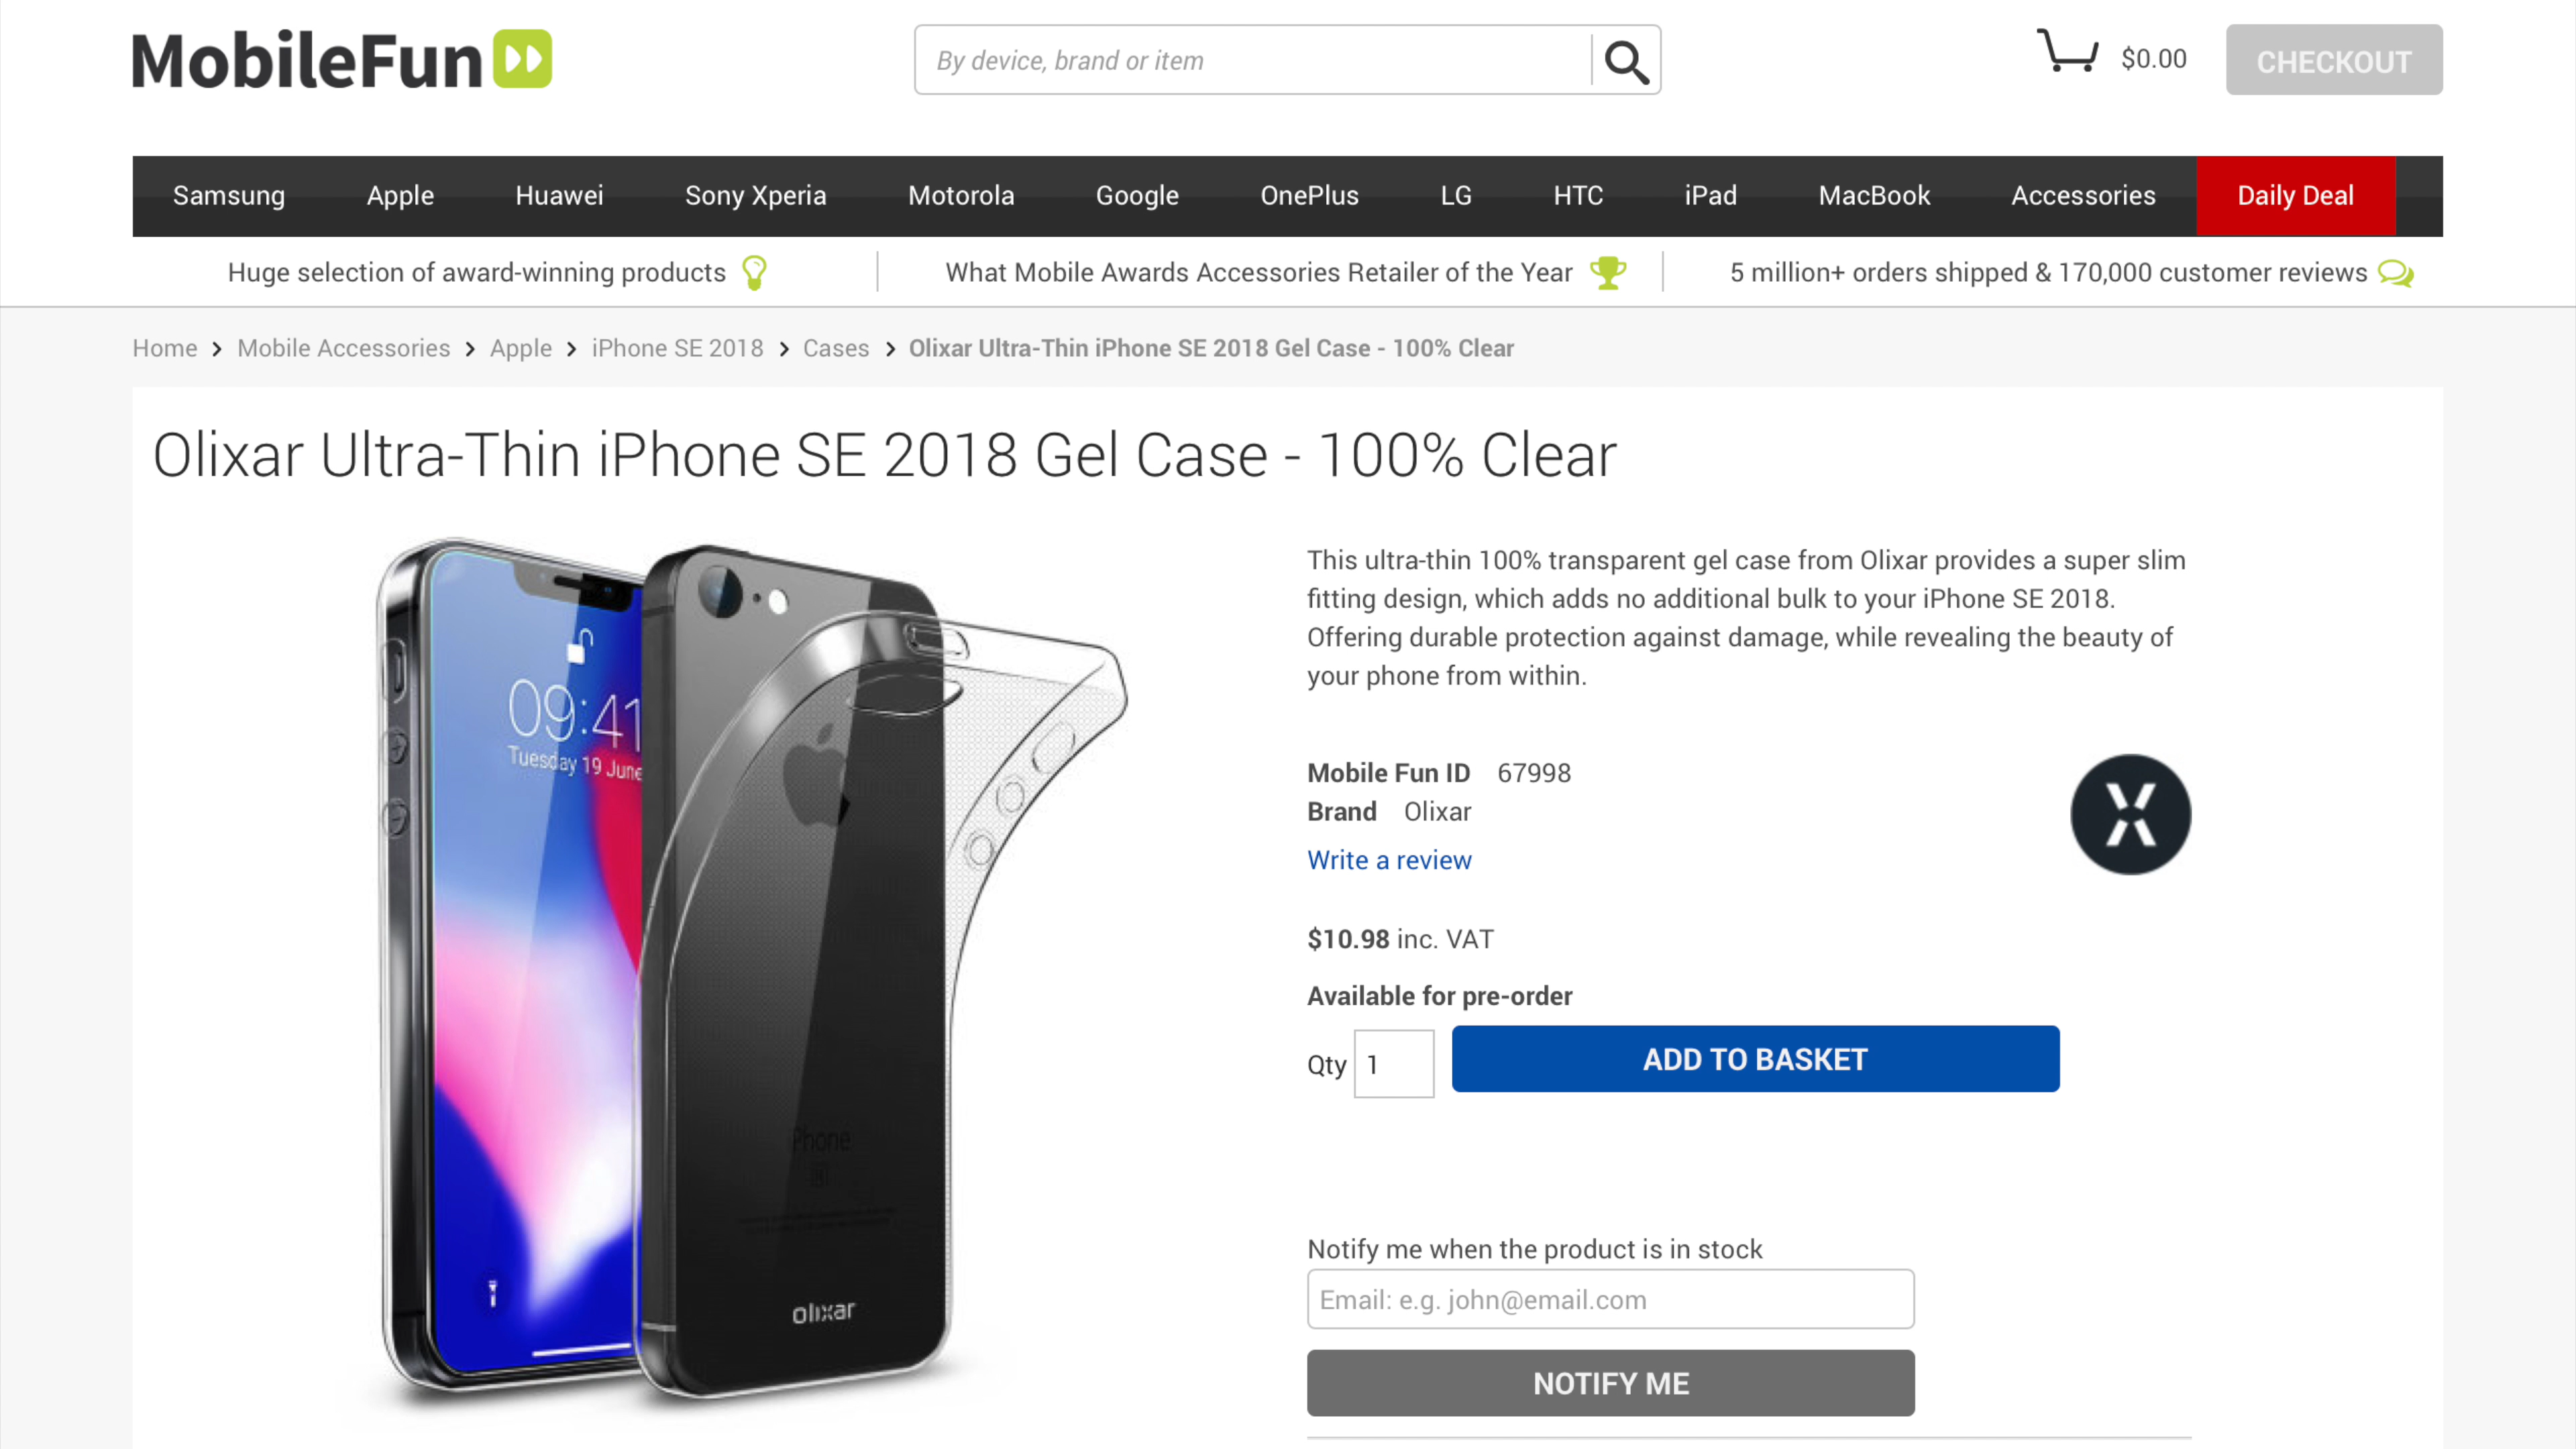 MobileFun
By device, brand or item
$0.00
CHECKOUT
Samsung Apple Huawei Sony Xperia Motorola Google OnePlus LG HTC iPad MacBook Accessories Daily Deal
Huge selection of award-winning products
What Mobile Awards Accessories Retailer of the Year
5 million+ orders shipped & 170,000 customer reviews
Home > Mobile Accessories > Apple > iPhone SE 2018 > Cases > Olixar Ultra-Thin iPhone SE 2018 Gel Case - 100% Clear
Olixar Ultra-Thin iPhone SE 2018 Gel Case - 100% Clear
09:41
Tuesday 19 June
iPhone
olixar
This ultra-thin 100% transparent gel case from Olixar provides a super slim
fitting design, which adds no additional bulk to your iPhone SE 2018.
Offering durable protection against damage, while revealing the beauty of
your phone from within.
Mobile Fun ID 67998
Brand Olixar
Write a review
X
$10.98 inc. VAT
Available for pre-order
Qty 1
ADD TO BASKET
Notify me when the product is in stock
Email: e.g. john@email.com
NOTIFY ME